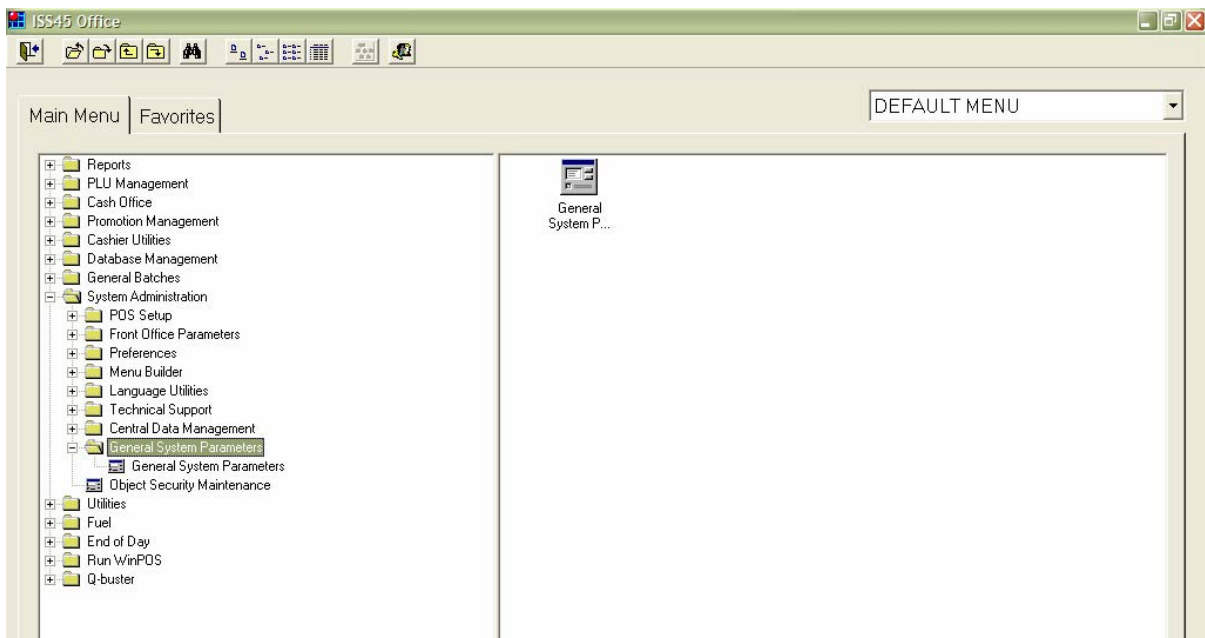 ISS45 Office
Main Menu
Favorites
DEFAULT MENU
Reports
PLU Management
Cash Office
Promotion Management
Cashier Utilities
Database Management
General Batches
System Administration
POS Setup
Front Office Parameters
Preferences
Menu Builder
Language Utilities
Technical Support
Central Data Management
General System Parameters
General System Parameters
Object Security Maintenance
Utilities
Fuel
End of Day
Run WinPOS
Q-buster
General
System P...